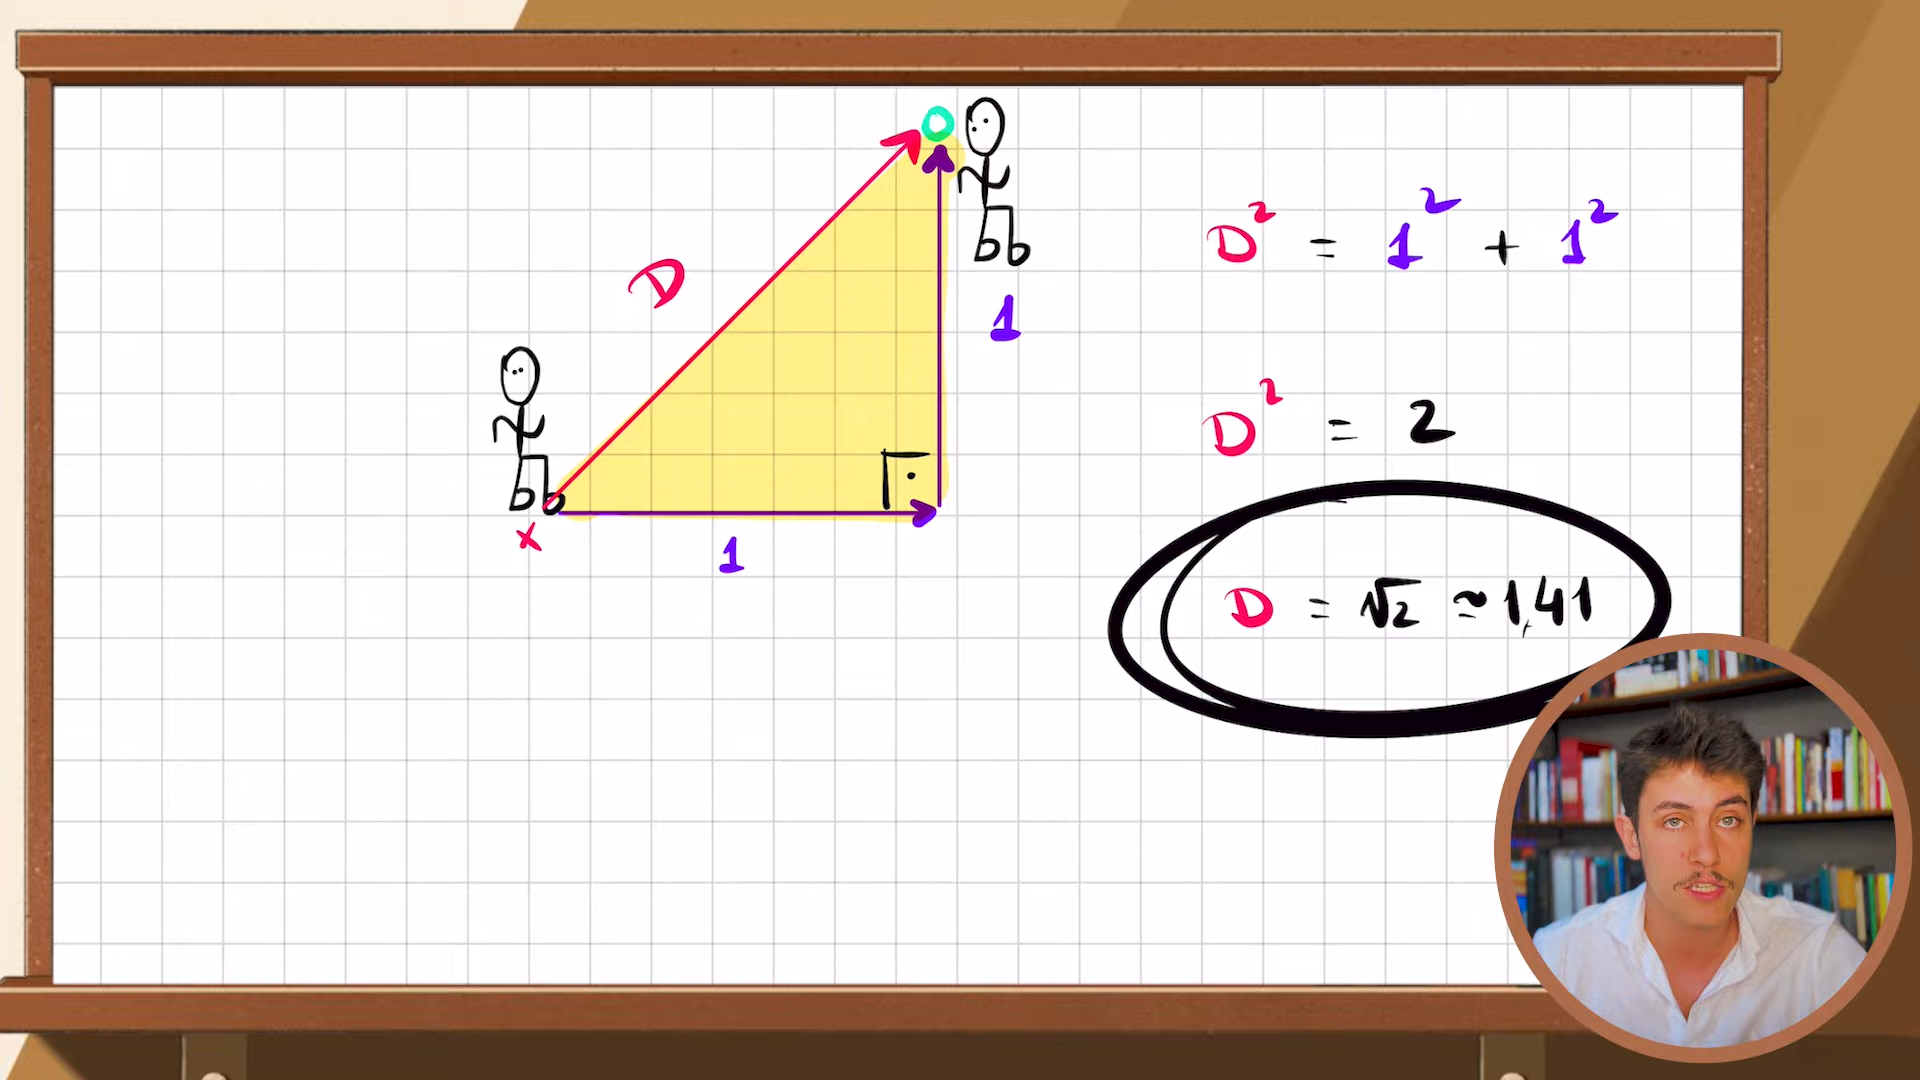 D
1
1
x
D² = 1² + 1²
D² = 2
D = √2 ≃ 1,41